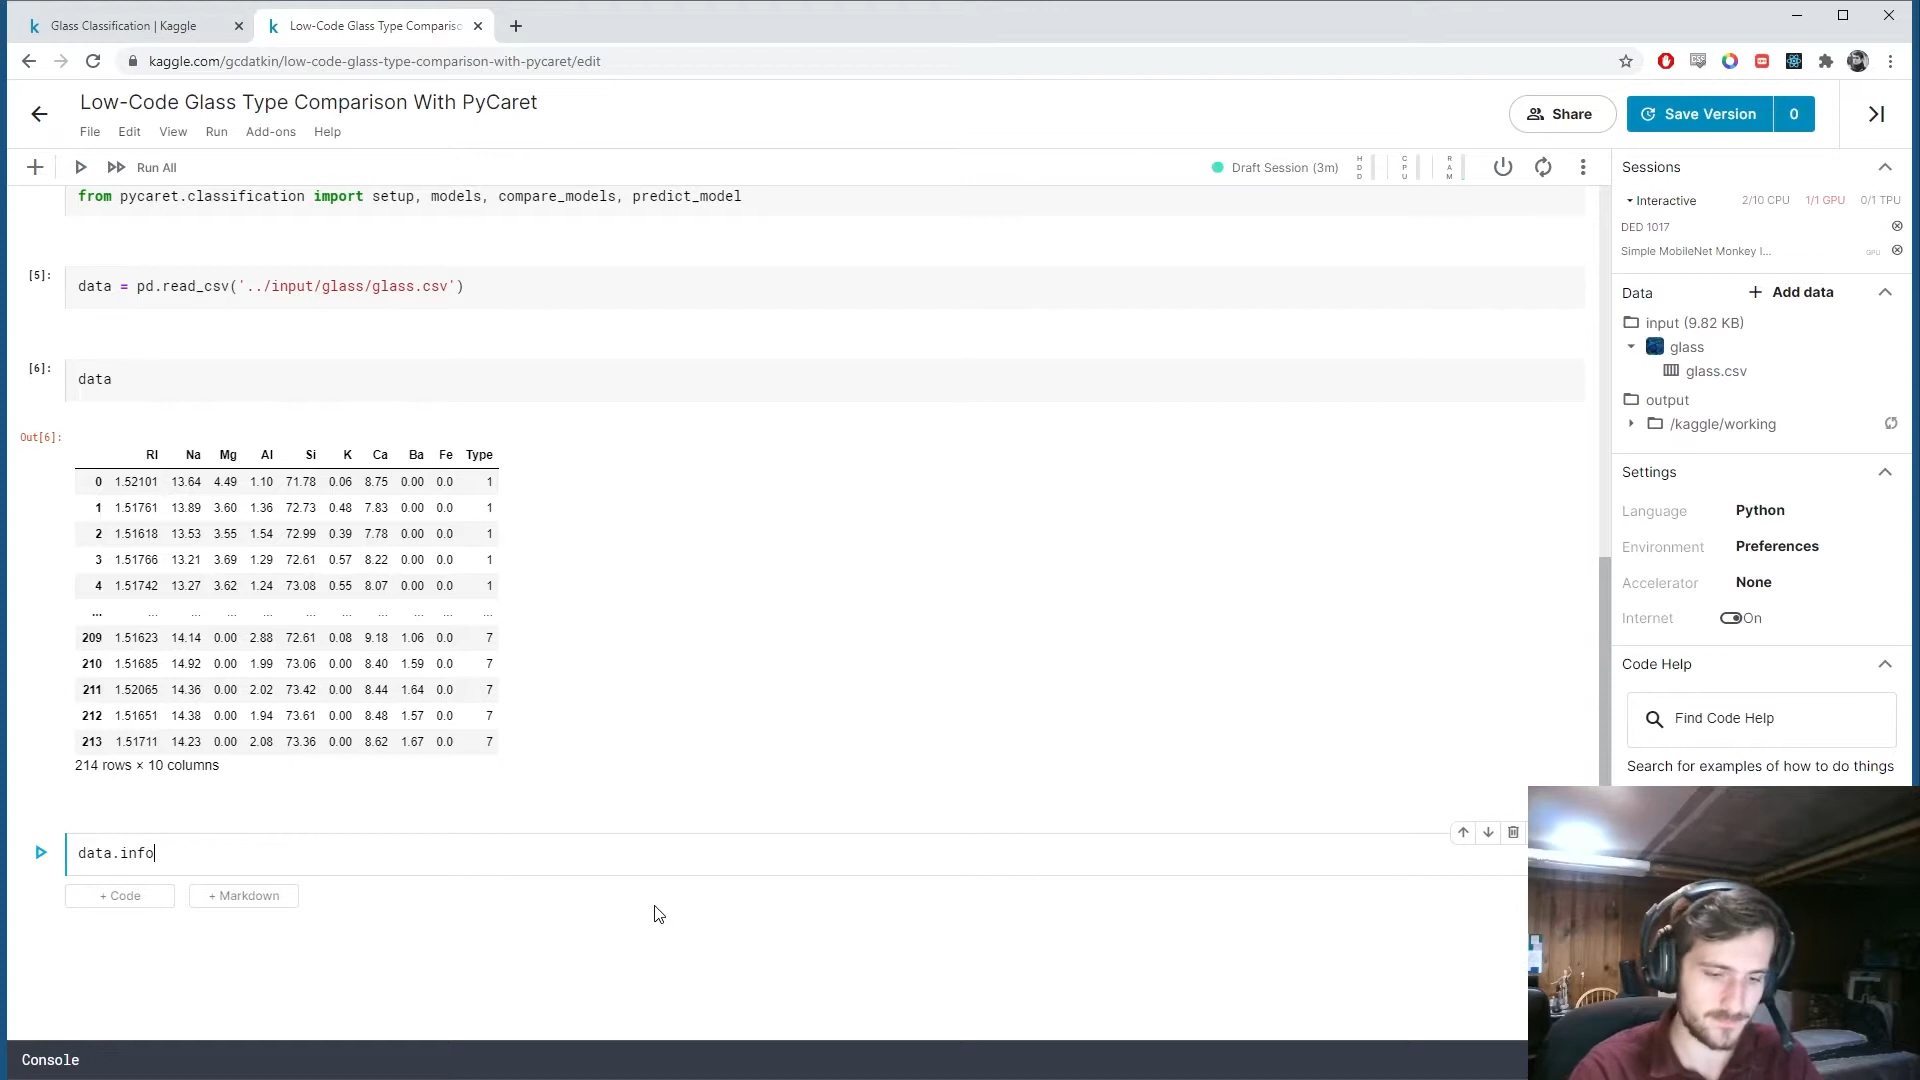 Glass Classification | Kaggle
Low-Code Glass Type Compariso
kaggle.com/gcdatkin/low-code-glass-type-comparison-with-pycaret/edit
Low-Code Glass Type Comparison With PyCaret
File Edit View Run Add-ons Help
Share
Save Version 0
Run All
Draft Session (3m)
HDD
CPU
RAM
from pycaret.classification import setup, models, compare_models, predict_model
[5]:
data = pd.read_csv('../input/glass/glass.csv')
[6]:
data
Out[6]:
RI Na Mg Al Si K Ca Ba Fe Type
0 1.52101 13.64 4.49 1.10 71.78 0.06 8.75 0.00 0.0 1
1 1.51761 13.89 3.60 1.36 72.73 0.48 7.83 0.00 0.0 1
2 1.51618 13.53 3.55 1.54 72.99 0.39 7.78 0.00 0.0 1
3 1.51766 13.21 3.69 1.29 72.61 0.57 8.22 0.00 0.0 1
4 1.51742 13.27 3.62 1.24 73.08 0.55 8.07 0.00 0.0 1
... ... ... ... ... ... ... ... ... ... ...
209 1.51623 14.14 0.00 2.88 72.61 0.08 9.18 1.06 0.0 7
210 1.51685 14.92 0.00 1.99 73.06 0.00 8.40 1.59 0.0 7
211 1.52065 14.36 0.00 2.02 73.42 0.00 8.44 1.64 0.0 7
212 1.51651 14.38 0.00 1.94 73.61 0.00 8.48 1.57 0.0 7
213 1.51711 14.23 0.00 2.08 73.36 0.00 8.62 1.67 0.0 7
214 rows × 10 columns
data.info
+ Code
+ Markdown
Console
Sessions
Interactive 2/10 CPU 1/1 GPU 0/1 TPU
DED 1017
Simple MobileNet Monkey I... GPU
Data
+ Add data
input (9.82 KB)
glass
glass.csv
output
/kaggle/working
Settings
Language Python
Environment Preferences
Accelerator None
Internet On
Code Help
Find Code Help
Search for examples of how to do things